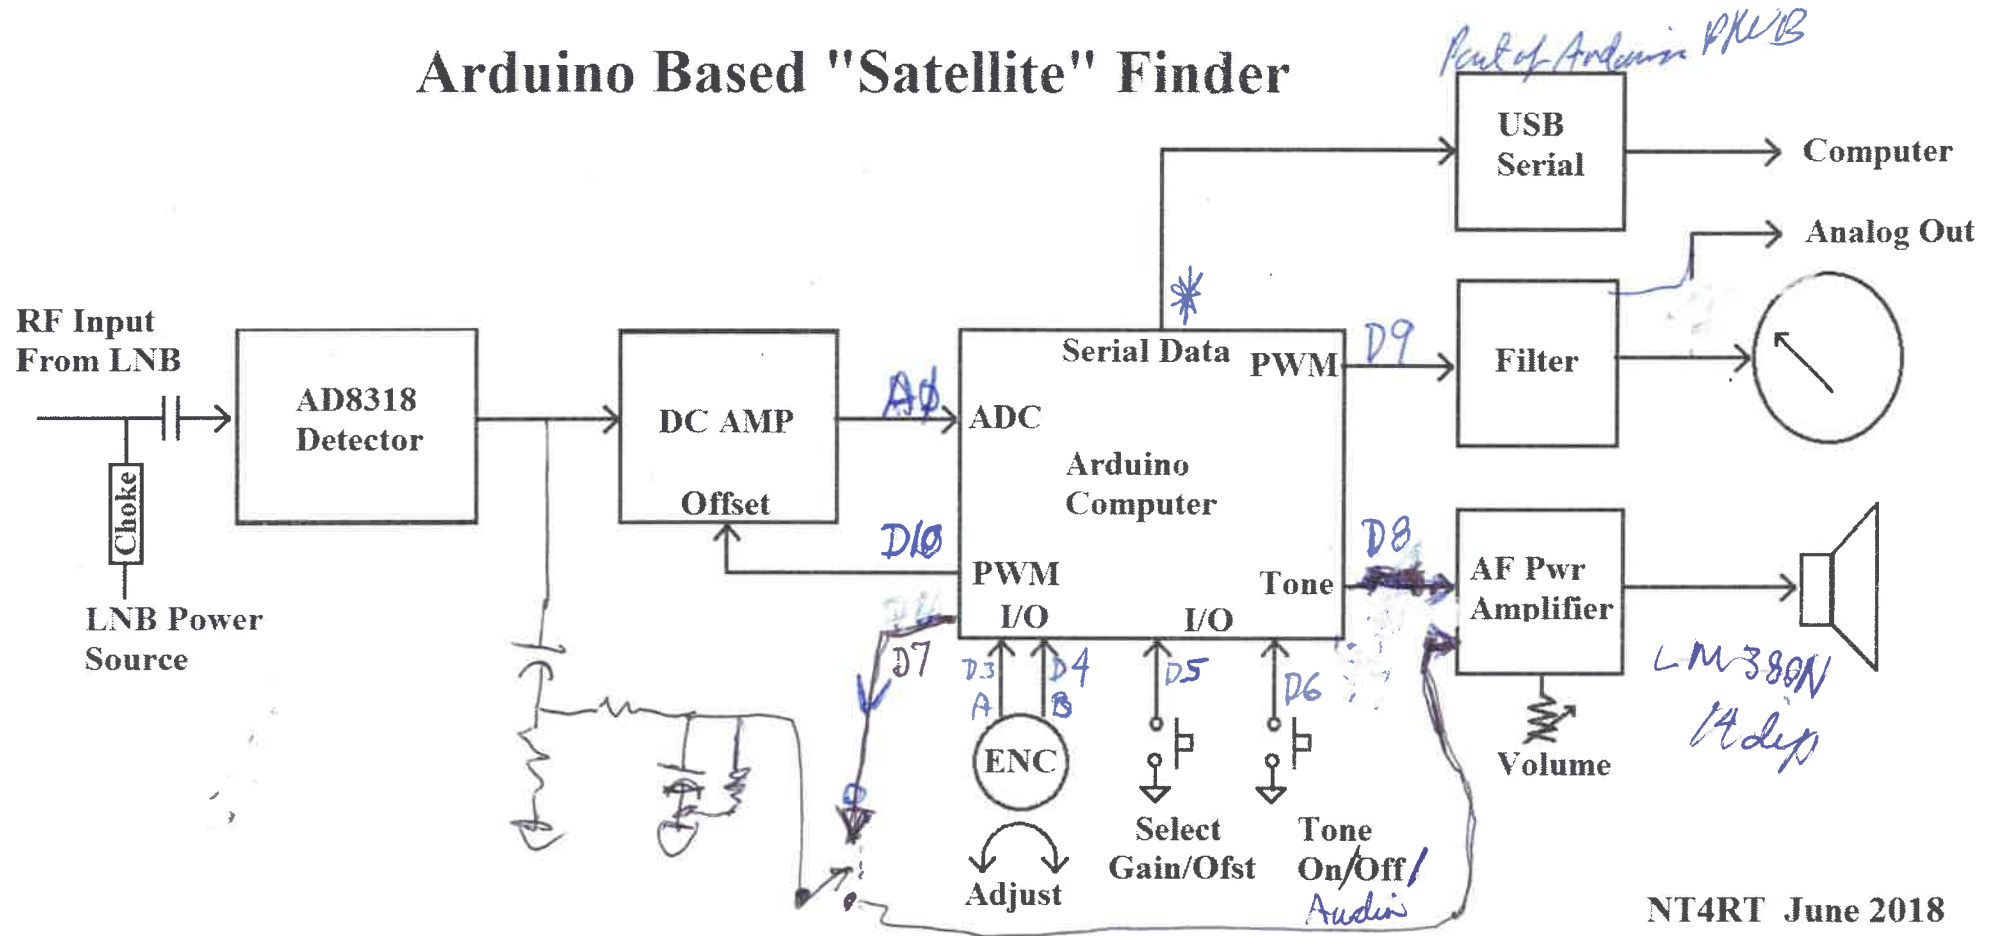 Part of Arduino PKWB
Arduino Based "Satellite" Finder
USB
Serial
Computer
Analog Out
RF Input
From LNB
AD8318
Detector
DC AMP
Offset
A0
ADC
Serial Data
*
PWM
D9
Filter
Arduino
Computer
Choke
LNB Power
Source
D10
PWM
I/O
I/O
Tone
D8
AF Pwr
Amplifier
D7
D3
A
D4
B
D5
D6
LM380N
14 dip
ENC
Volume
Adjust
Select
Gain/Ofst
Tone
On/Off/
Audio
NT4RT June 2018